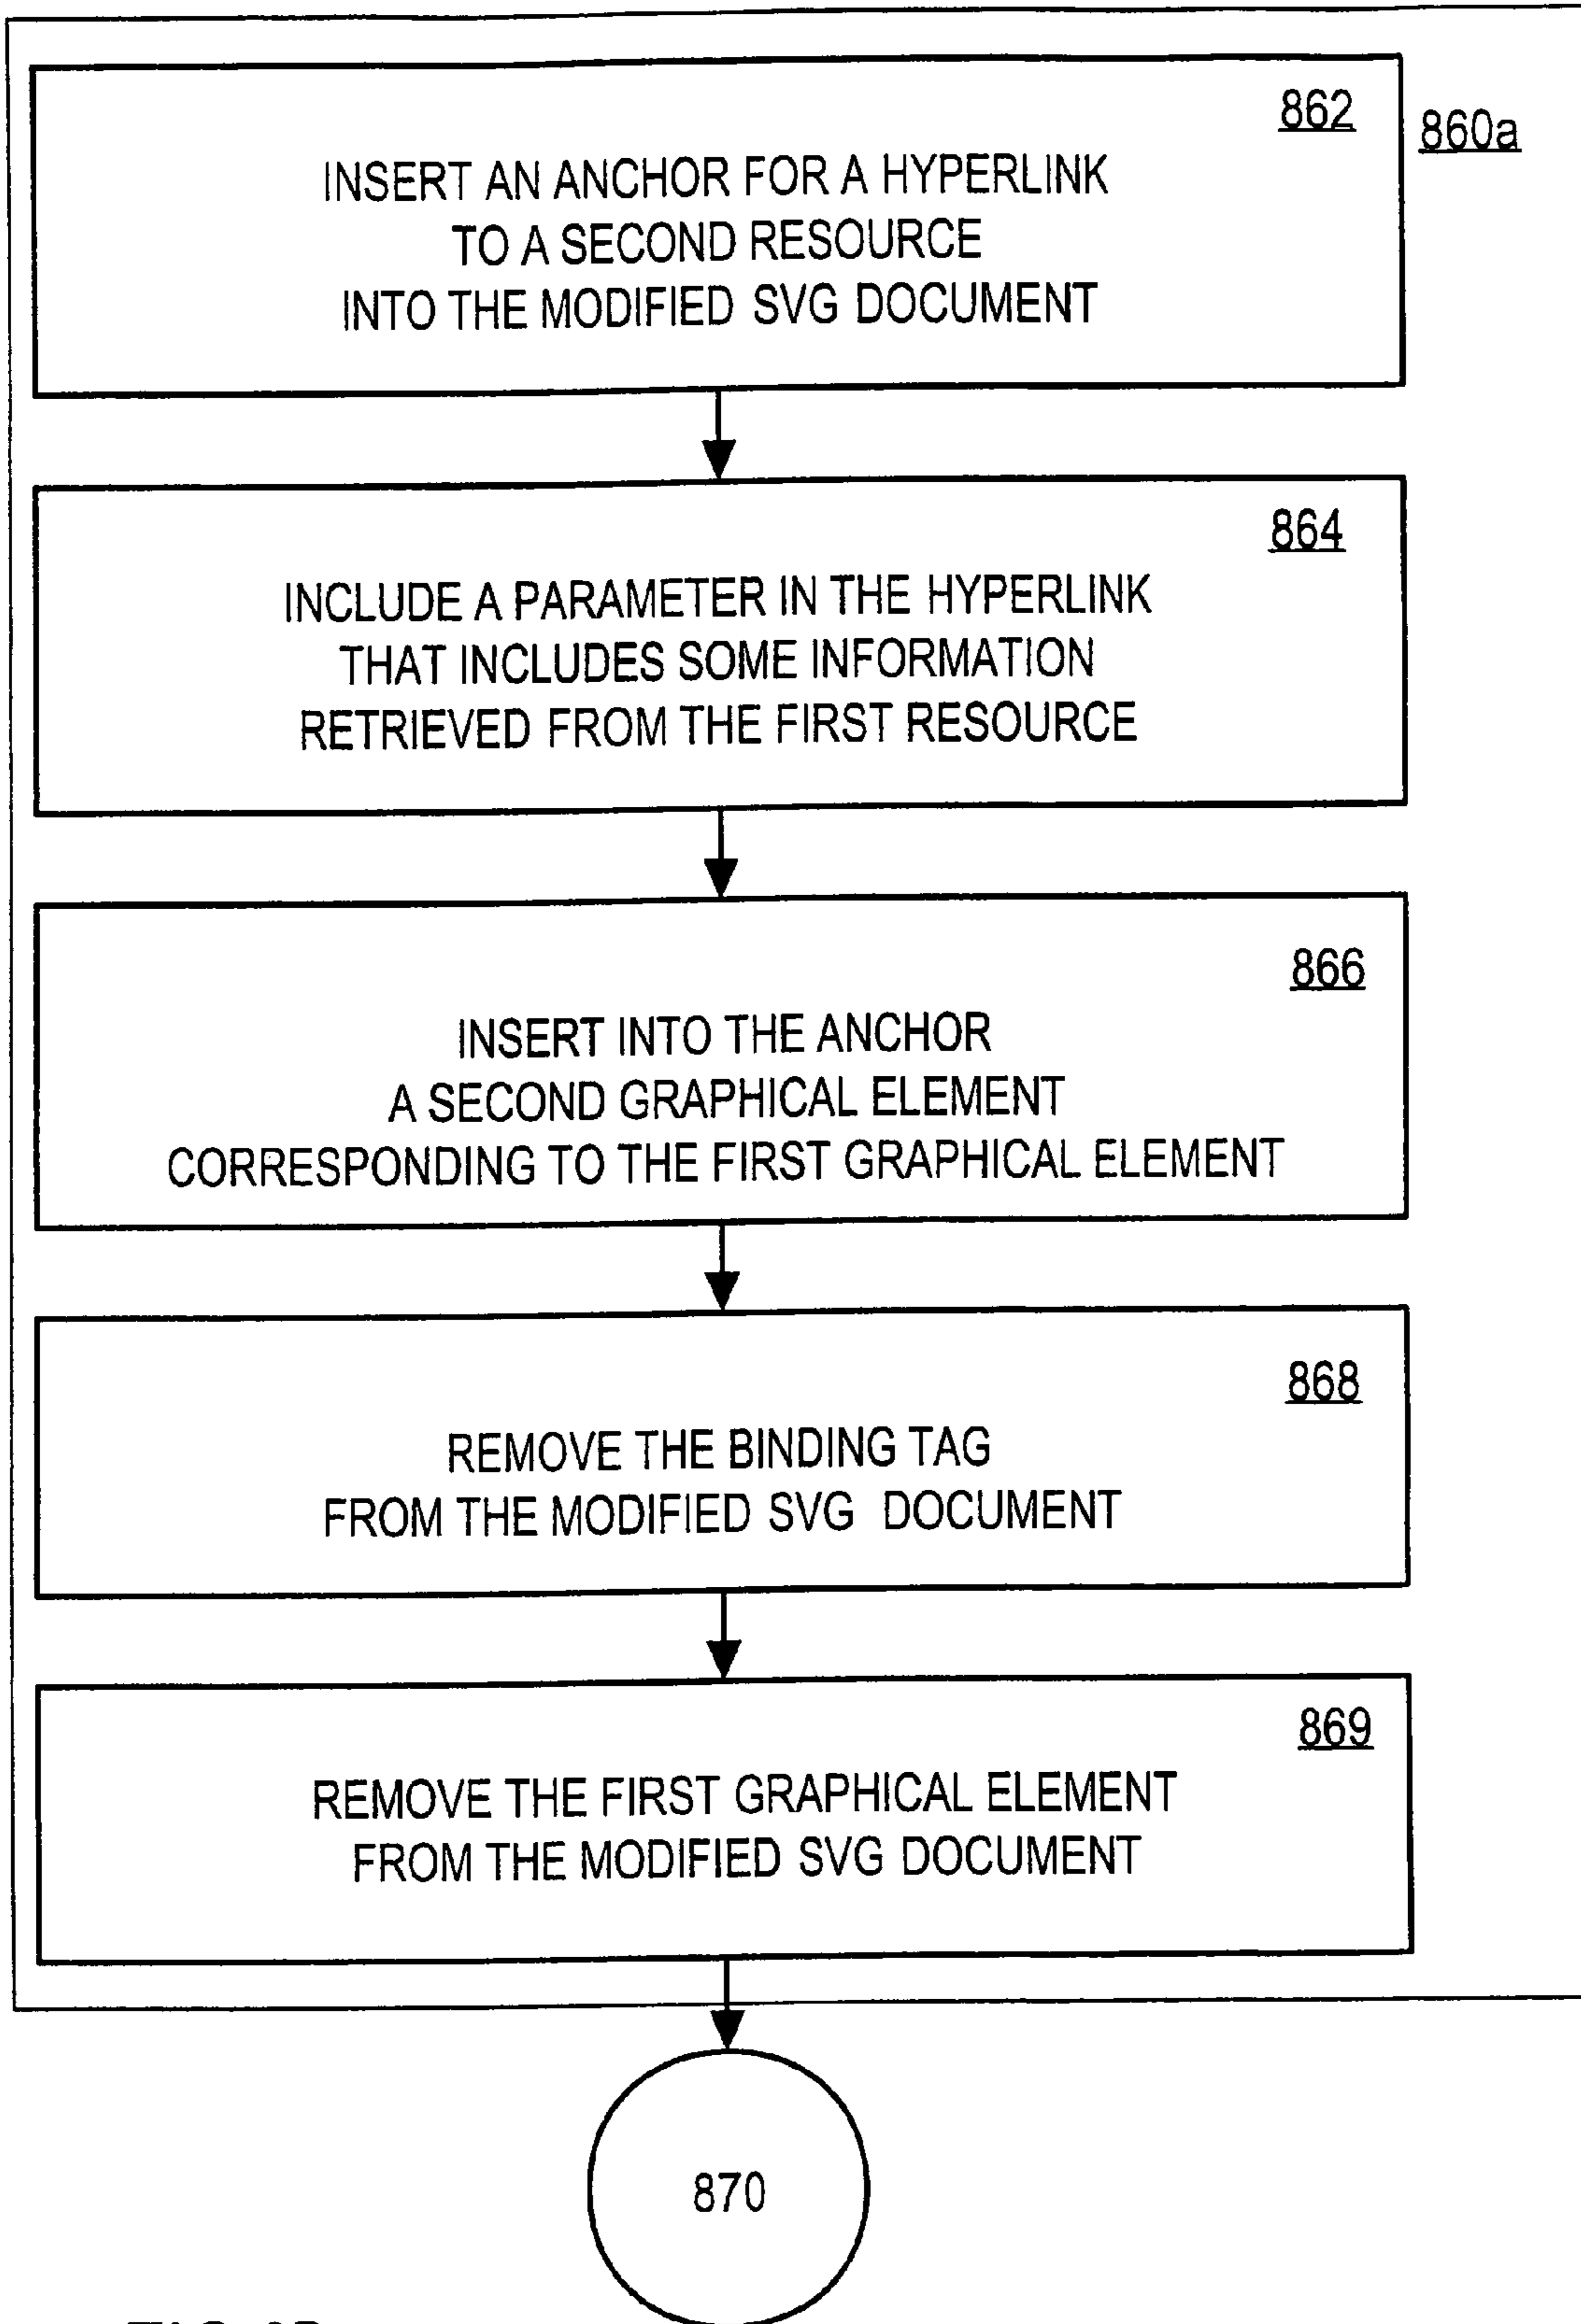 862
860a
INSERT AN ANCHOR FOR A HYPERLINK
TO A SECOND RESOURCE
INTO THE MODIFIED SVG DOCUMENT
864
INCLUDE A PARAMETER IN THE HYPERLINK
THAT INCLUDES SOME INFORMATION
RETRIEVED FROM THE FIRST RESOURCE
866
INSERT INTO THE ANCHOR
A SECOND GRAPHICAL ELEMENT
CORRESPONDING TO THE FIRST GRAPHICAL ELEMENT
868
REMOVE THE BINDING TAG
FROM THE MODIFIED SVG DOCUMENT
869
REMOVE THE FIRST GRAPHICAL ELEMENT
FROM THE MODIFIED SVG DOCUMENT
870